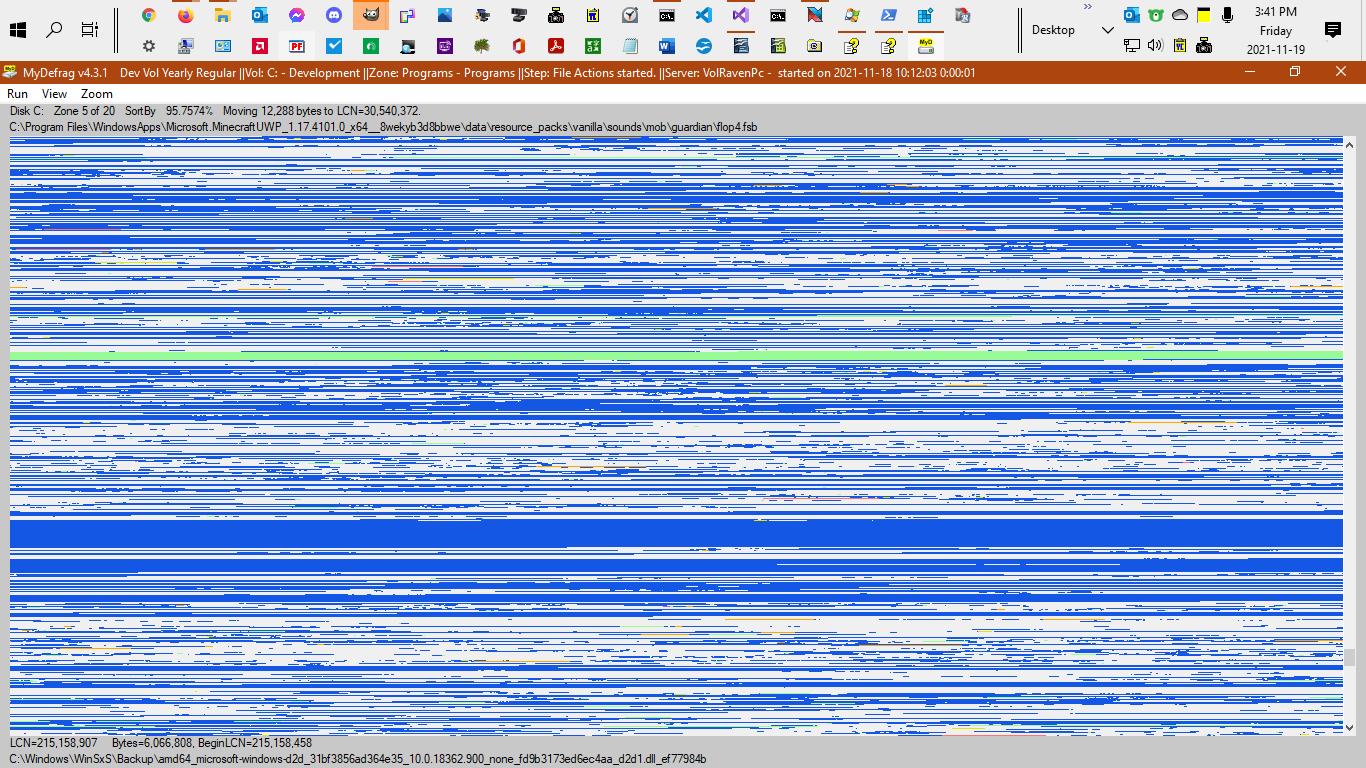 3:41 PM
Desktop
Friday
2021-11-19
MyDefrag v4.3.1 Dev Vol Yearly Regular ||Vol: C: - Development ||Zone: Programs - Programs ||Step: File Actions started. ||Server: VolRavenPc - started on 2021-11-18 10:12:03 0:00:01
Run View Zoom
Disk C: Zone 5 of 20 SortBy 95.7574% Moving 12,288 bytes to LCN=30,540,372.
C:\Program Files\WindowsApps\Microsoft.MinecraftUWP_1.17.4101.0_x64__8wekyb3d8bbwe\data\resource_packs\vanilla\sounds\mob\guardian\flop4.fsb
LCN=215,158,907 Bytes=6,066,808, BeginLCN=215,158,458
C:\Windows\WinSxS\Backup\amd64_microsoft-windows-d2d_31bf3856ad364e35_10.0.18362.900_none_fd9b3173ed6ec4aa_d2d1.dll_ef77984b